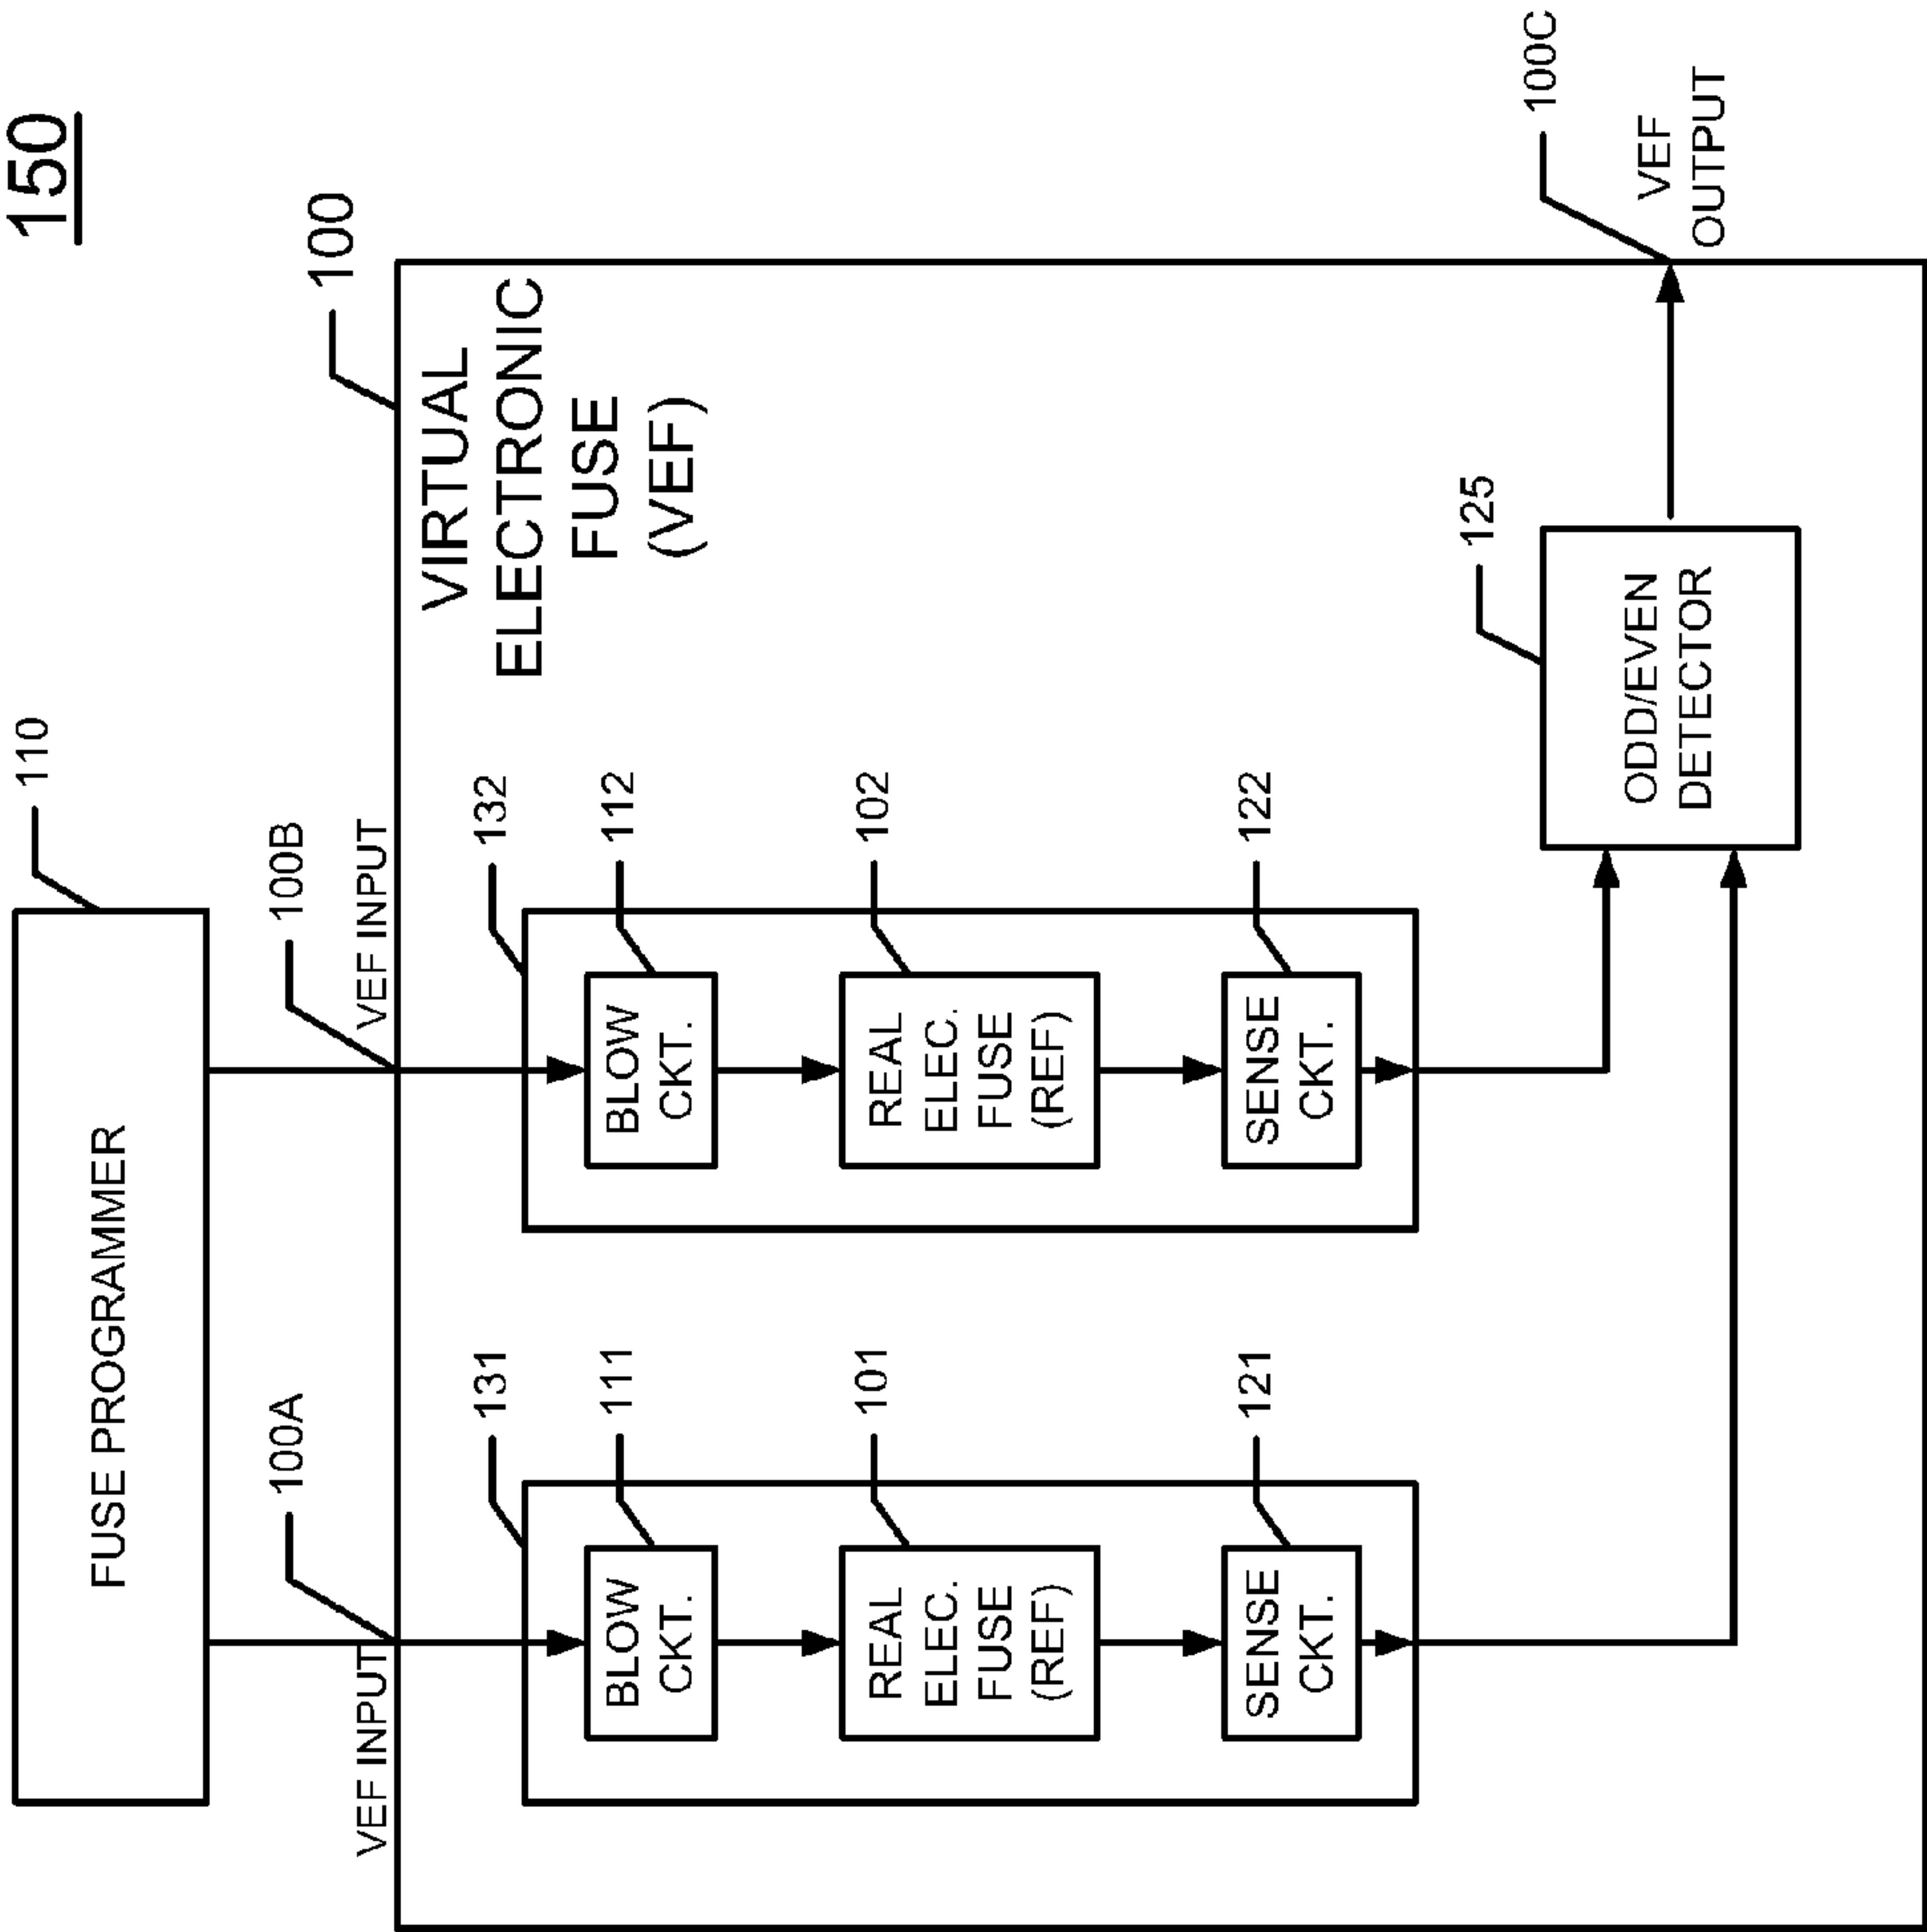 150
110
FUSE PROGRAMMER
100A
100B
VEF INPUT
VEF INPUT
100
VIRTUAL
ELECTRONIC
FUSE
(VEF)
131
132
111
112
BLOW
CKT.
BLOW
CKT.
101
102
REAL
ELEC.
FUSE
(REF)
REAL
ELEC.
FUSE
(REF)
121
122
SENSE
CKT.
SENSE
CKT.
125
ODD/EVEN
DETECTOR
100C
VEF
OUTPUT